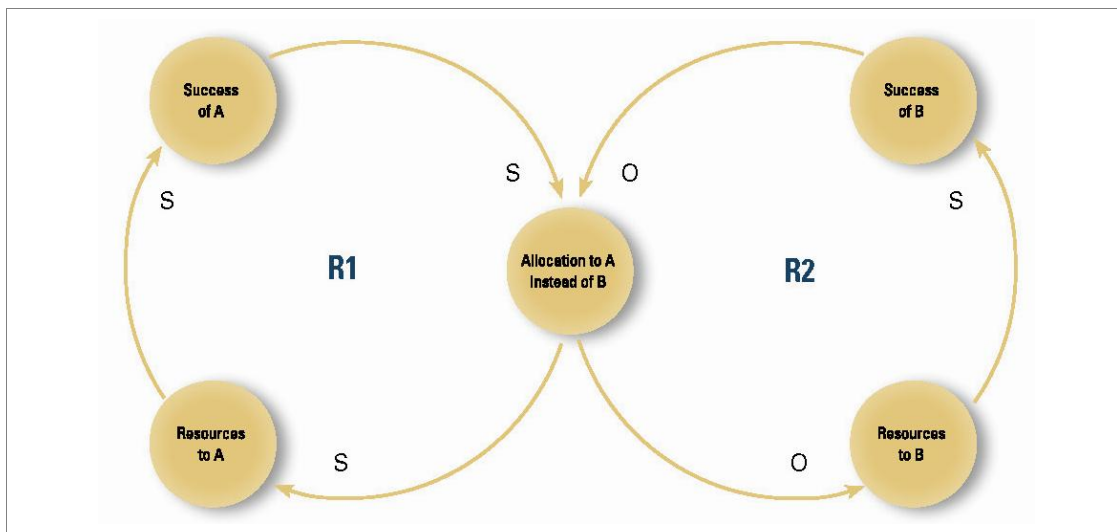 Success
of A
Success
of B
S
O
S
S
R1
Allocation to A
Instead of B
R2
Resources
to A
Resources
to B
S
O